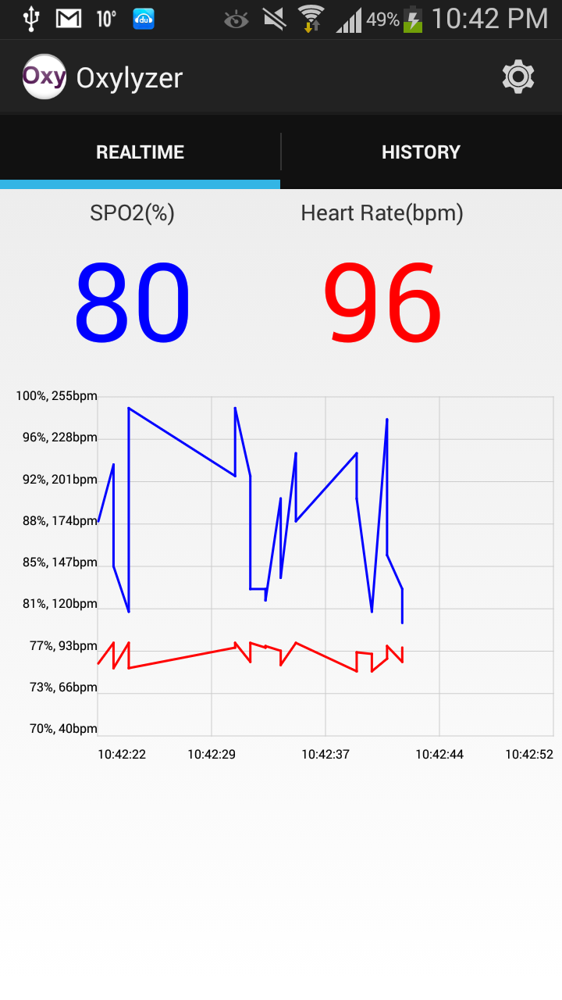 10° du 49% 10:42 PM
Oxy Oxylyzer
REALTIME HISTORY
SPO2(%) Heart Rate(bpm)
80 96
100%, 255bpm
96%, 228bpm
92%, 201bpm
88%, 174bpm
85%, 147bpm
81%, 120bpm
77%, 93bpm
73%, 66bpm
70%, 40bpm
10:42:22 10:42:29 10:42:37 10:42:44 10:42:52